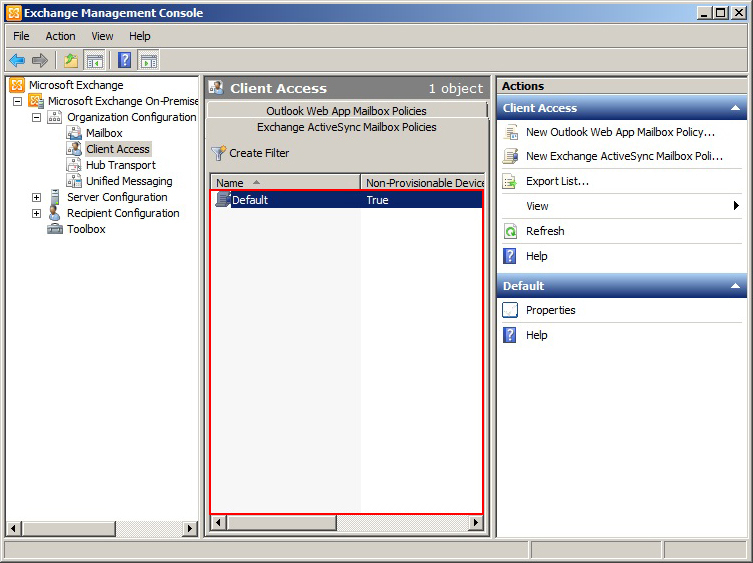 Exchange Management Console
File Action View Help
Microsoft Exchange
Microsoft Exchange On-Premise
Organization Configuration
Mailbox
Client Access
Hub Transport
Unified Messaging
Server Configuration
Recipient Configuration
Toolbox
Client Access 1 object
Outlook Web App Mailbox Policies
Exchange ActiveSync Mailbox Policies
Create Filter
Name Non-Provisionable Device
Default True
Actions
Client Access
New Outlook Web App Mailbox Policy...
New Exchange ActiveSync Mailbox Poli...
Export List...
View
Refresh
Help
Default
Properties
Help